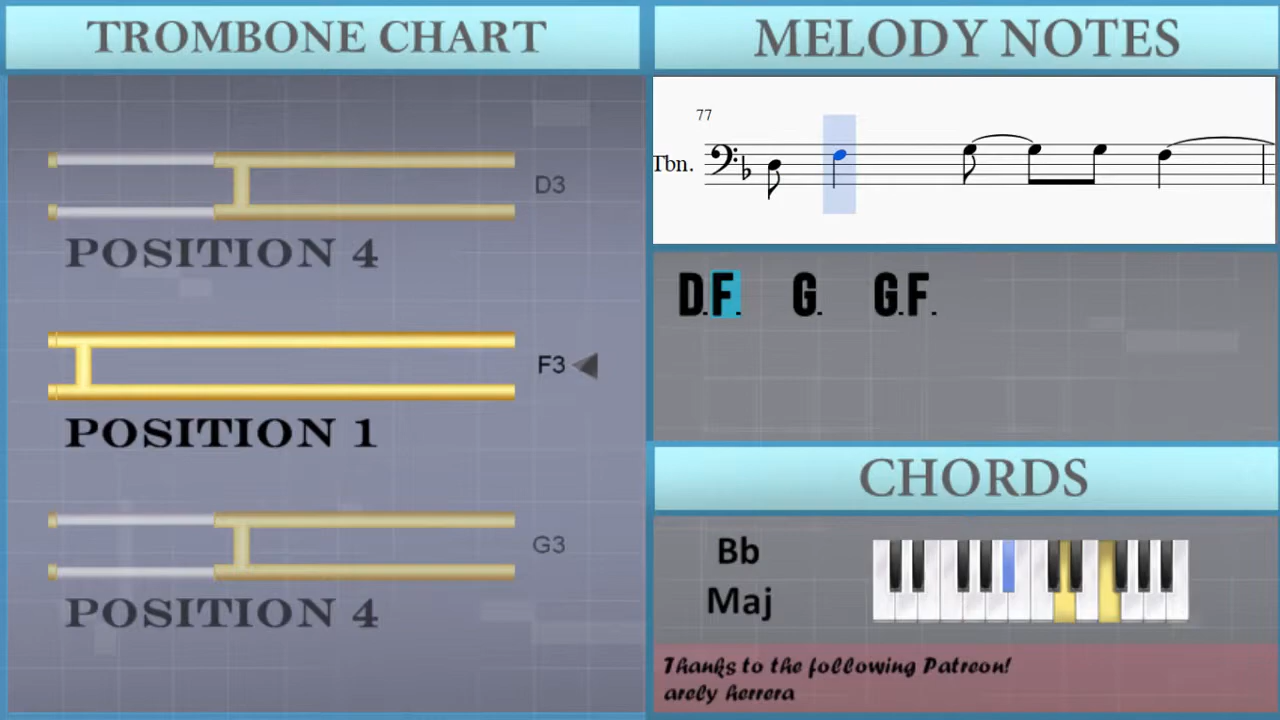 TROMBONE CHART
D3
POSITION 4
F3
POSITION 1
G3
POSITION 4
MELODY NOTES
77
Tbn.
D.F. G. G.F.
CHORDS
Bb
Maj
Thanks to the following Patreon!
arely herrera